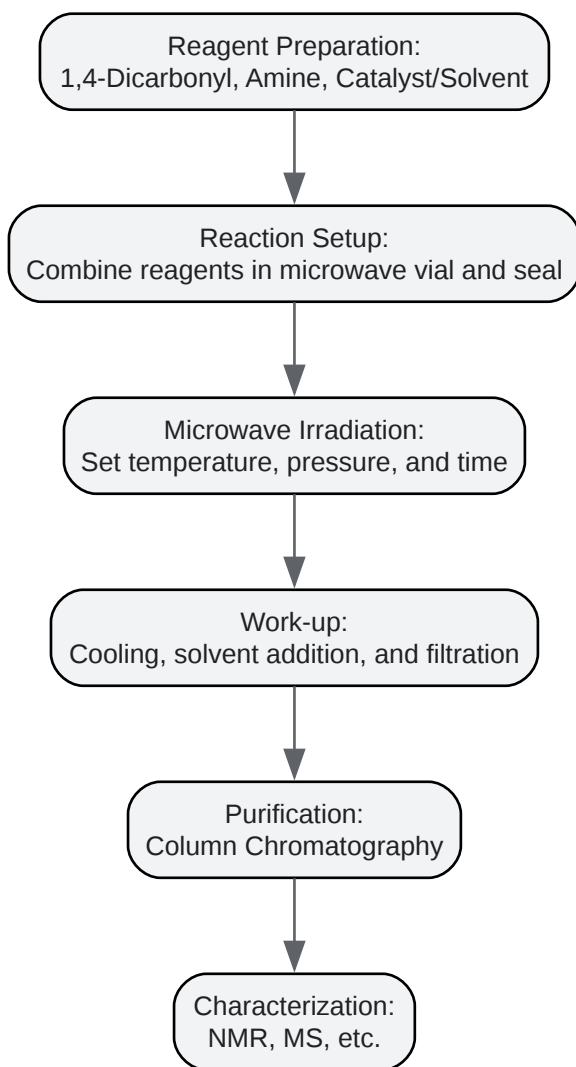 Reagent Preparation:
1,4-Dicarbonyl, Amine, Catalyst/Solvent
Reaction Setup:
Combine reagents in microwave vial and seal
Microwave Irradiation:
Set temperature, pressure, and time
Work-up:
Cooling, solvent addition, and filtration
Purification:
Column Chromatography
Characterization:
NMR, MS, etc.